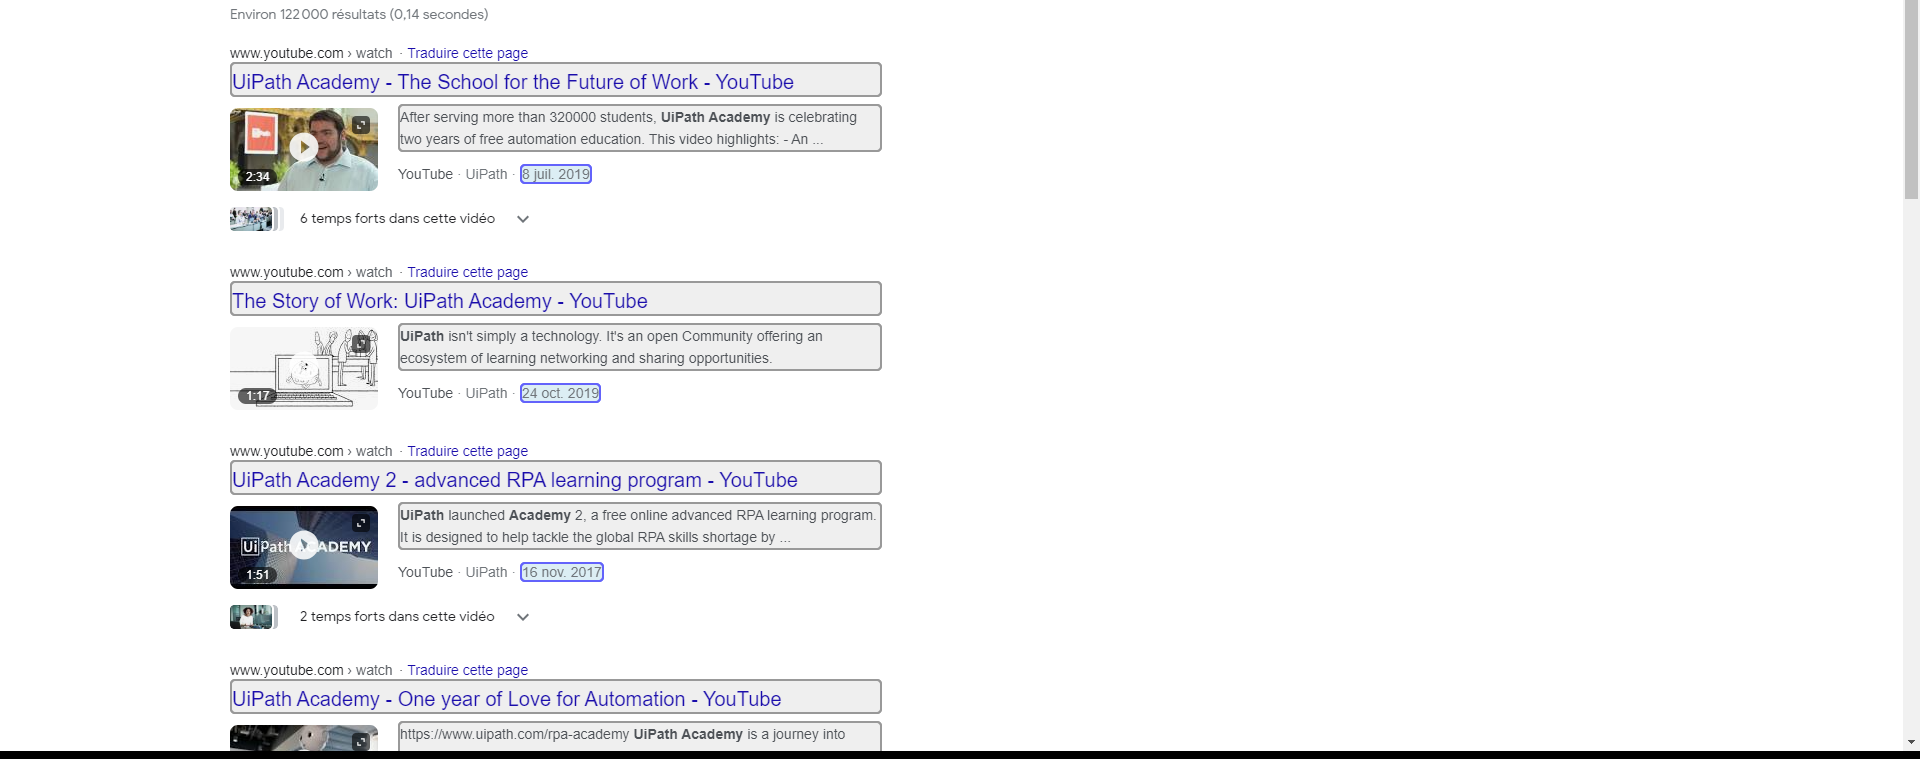 Environ 122 000 résultats (0,14 secondes)
www.youtube.com › watch · Traduire cette page
UiPath Academy - The School for the Future of Work - YouTube
After serving more than 320000 students, UiPath Academy is celebrating
two years of free automation education. This video highlights: - An ...
2:34
YouTube · UiPath · 8 juil. 2019
6 temps forts dans cette vidéo
www.youtube.com › watch · Traduire cette page
The Story of Work: UiPath Academy - YouTube
UiPath isn't simply a technology. It's an open Community offering an
ecosystem of learning networking and sharing opportunities.
1:17
YouTube · UiPath · 24 oct. 2019
www.youtube.com › watch · Traduire cette page
UiPath Academy 2 - advanced RPA learning program - YouTube
UiPath launched Academy 2, a free online advanced RPA learning program.
It is designed to help tackle the global RPA skills shortage by ...
UiPath ACADEMY
1:51
YouTube · UiPath · 16 nov. 2017
2 temps forts dans cette vidéo
www.youtube.com › watch · Traduire cette page
UiPath Academy - One year of Love for Automation - YouTube
https://www.uipath.com/rpa-academy UiPath Academy is a journey into